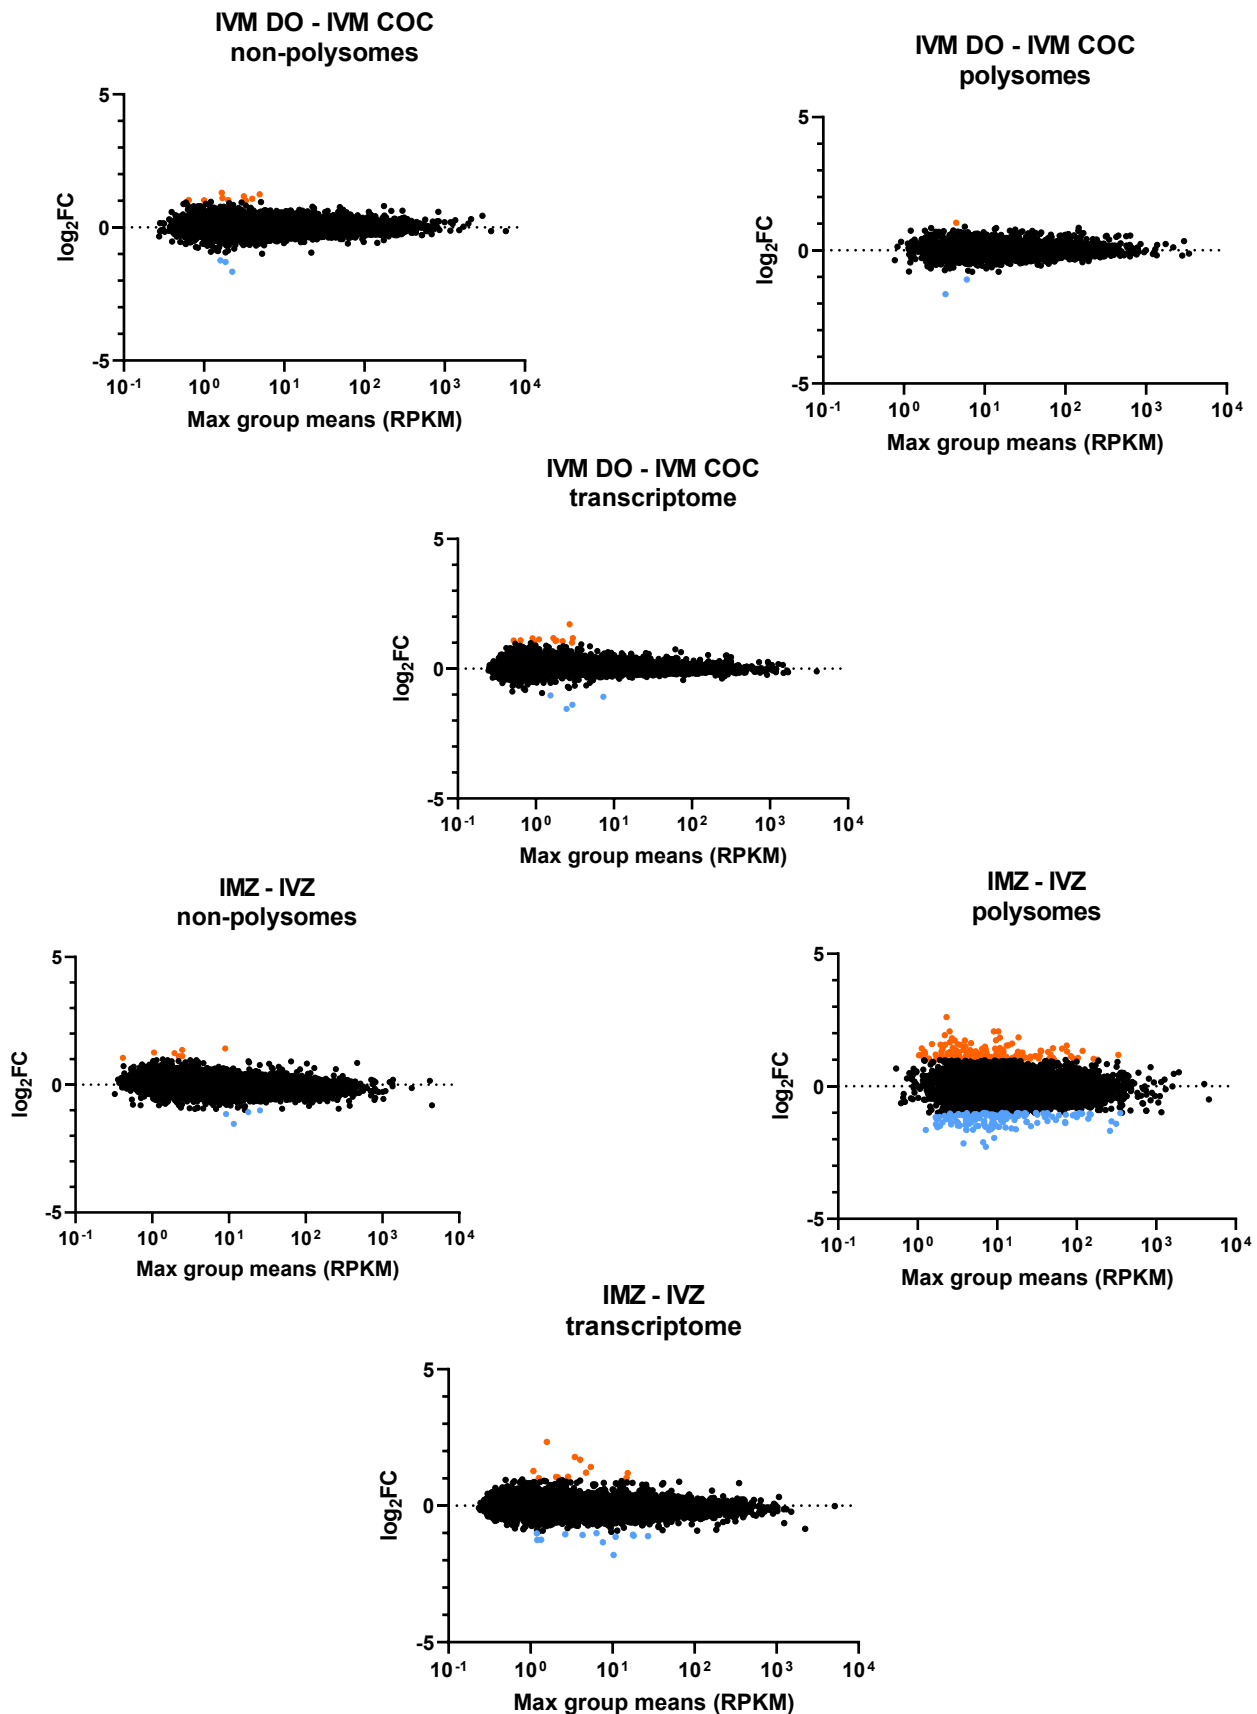 IVM DO - IVM COC
non-polysomes
5
0
-5
log₂FC
10⁻¹ 10⁰ 10¹ 10² 10³ 10⁴
Max group means (RPKM)
IVM DO - IVM COC
polysomes
5
0
-5
log₂FC
10⁻¹ 10⁰ 10¹ 10² 10³ 10⁴
Max group means (RPKM)
IVM DO - IVM COC
transcriptome
5
0
-5
log₂FC
10⁻¹ 10⁰ 10¹ 10² 10³ 10⁴
Max group means (RPKM)
IMZ - IVZ
non-polysomes
5
0
-5
log₂FC
10⁻¹ 10⁰ 10¹ 10² 10³ 10⁴
Max group means (RPKM)
IMZ - IVZ
polysomes
5
0
-5
log₂FC
10⁻¹ 10⁰ 10¹ 10² 10³ 10⁴
Max group means (RPKM)
IMZ - IVZ
transcriptome
5
0
-5
log₂FC
10⁻¹ 10⁰ 10¹ 10² 10³ 10⁴
Max group means (RPKM)